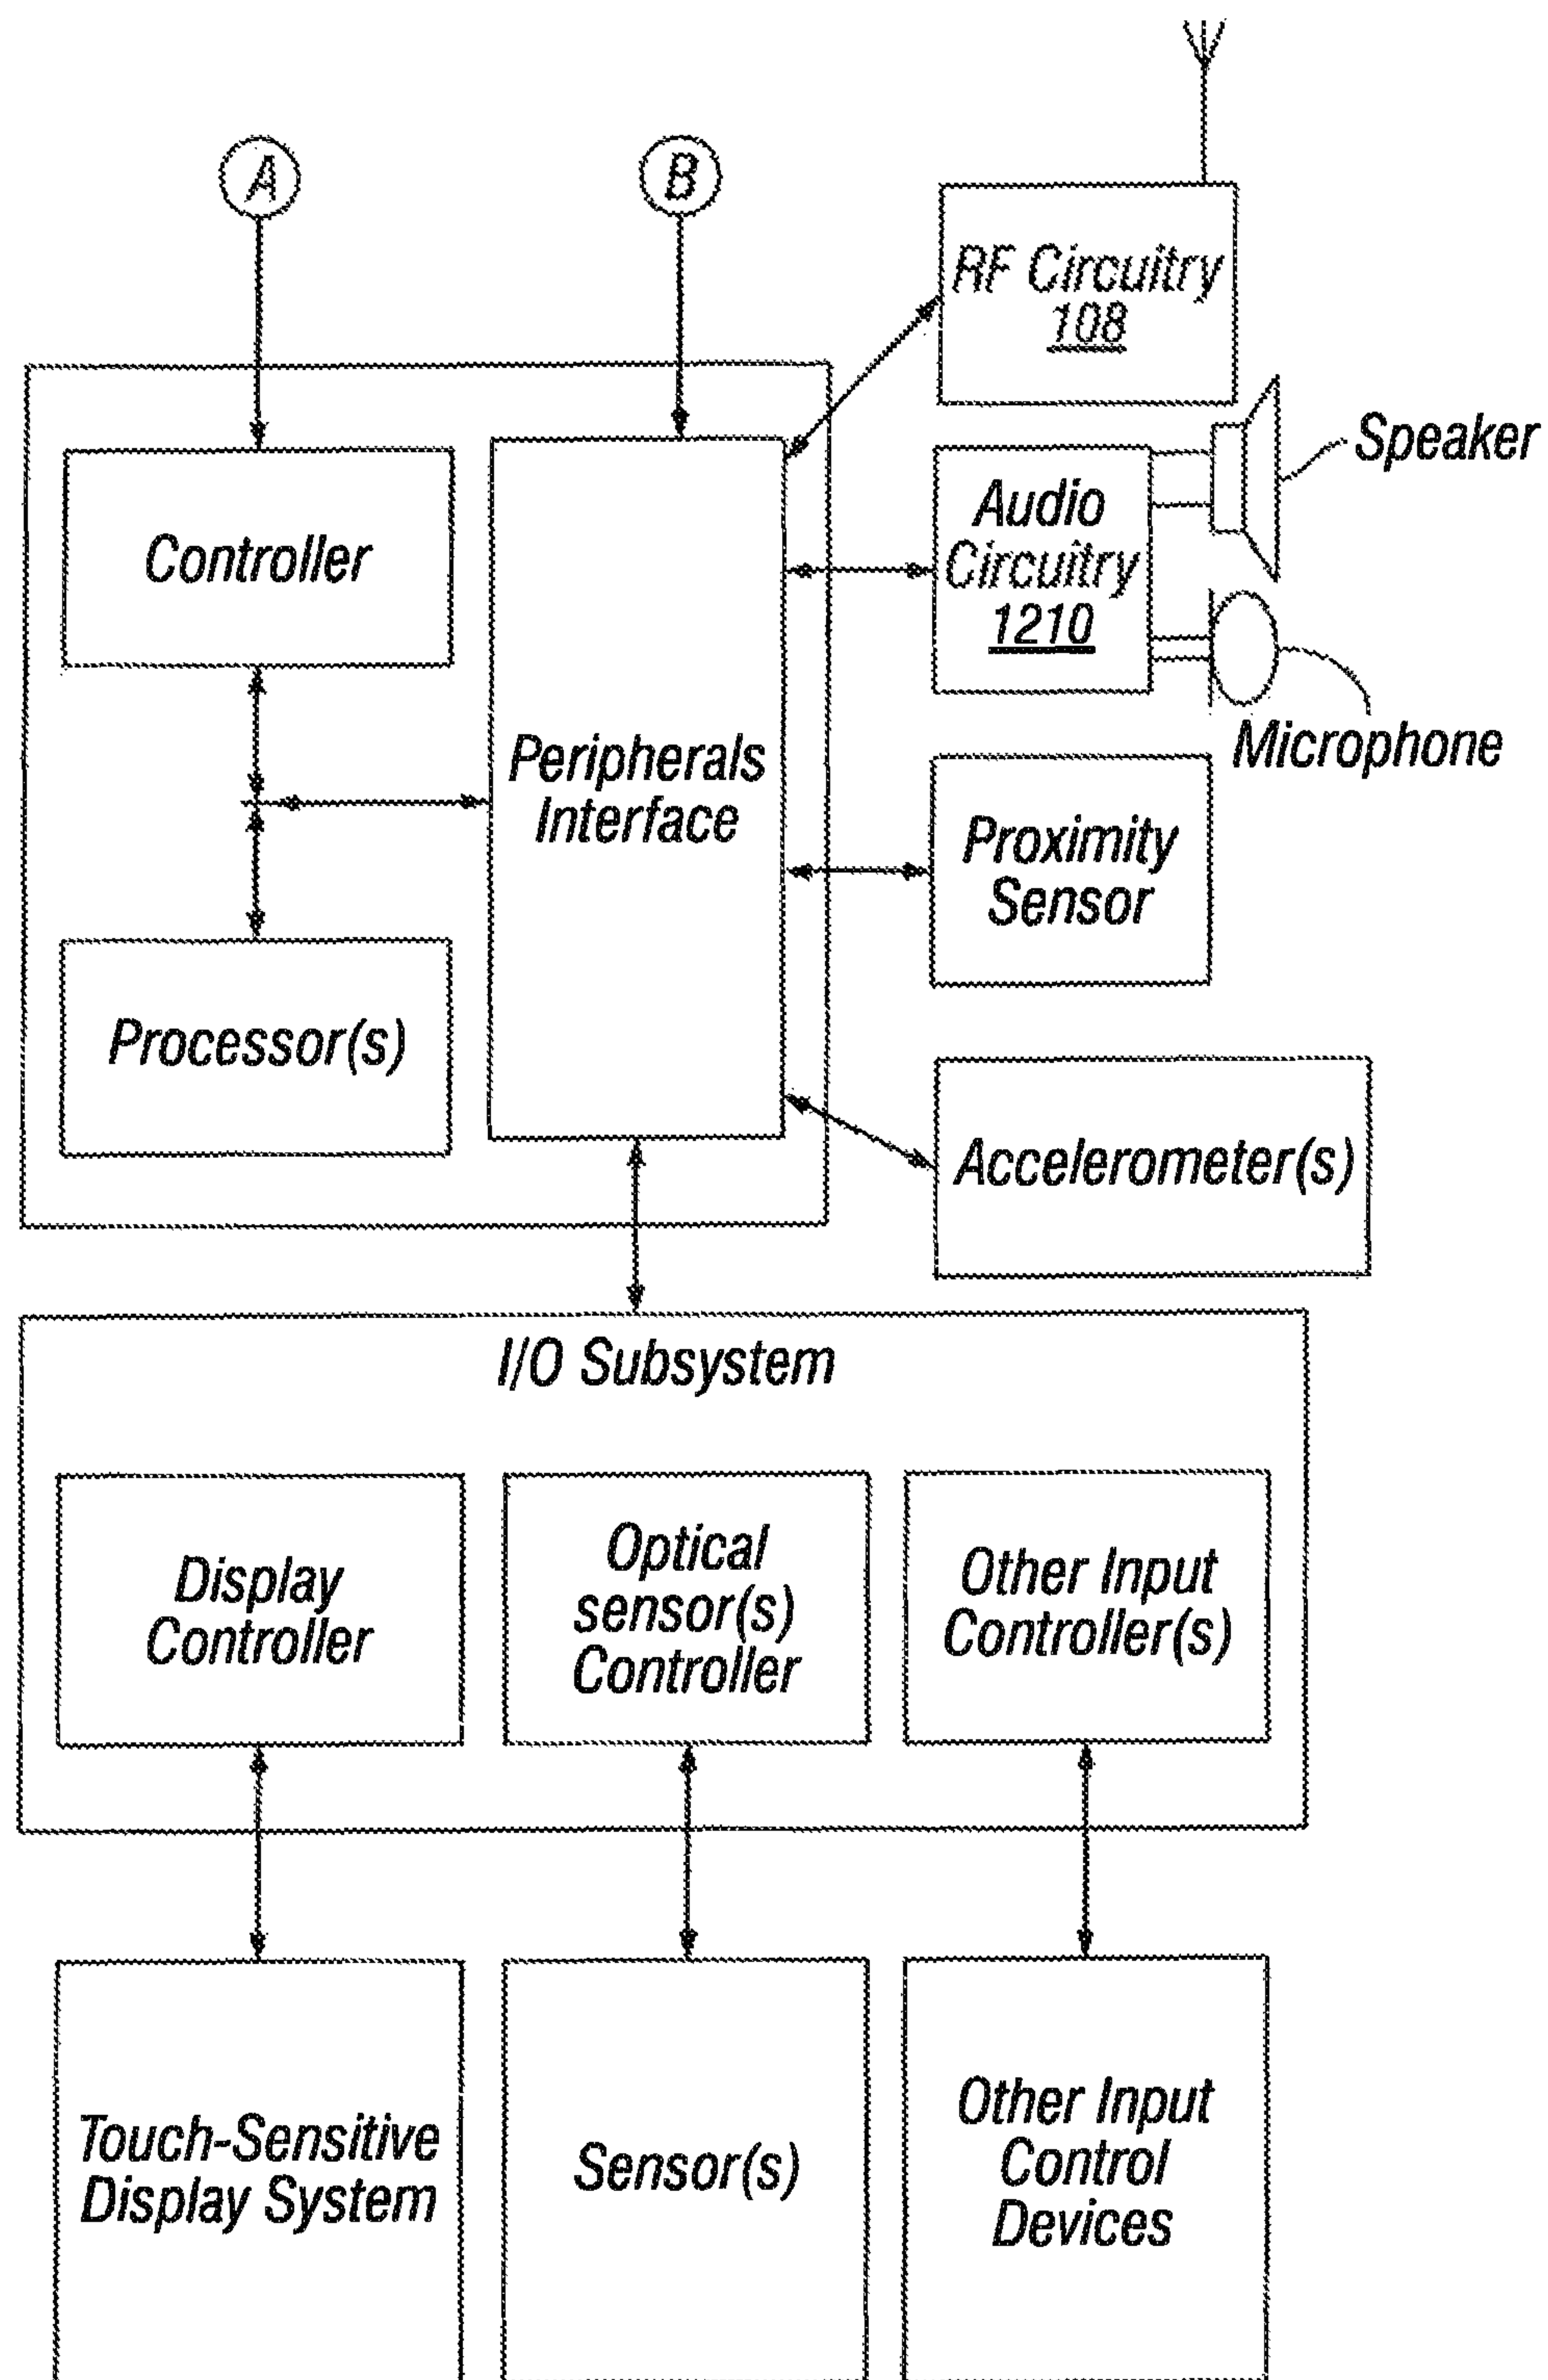 A
B
RF Circuitry
108
Speaker
Controller
Audio
Circuitry
1210
Microphone
Peripherals
Interface
Proximity
Sensor
Processor(s)
Accelerometer(s)
I/O Subsystem
Display
Controller
Optical
sensor(s)
Controller
Other Input
Controller(s)
Touch-Sensitive
Display System
Sensor(s)
Other Input
Control
Devices